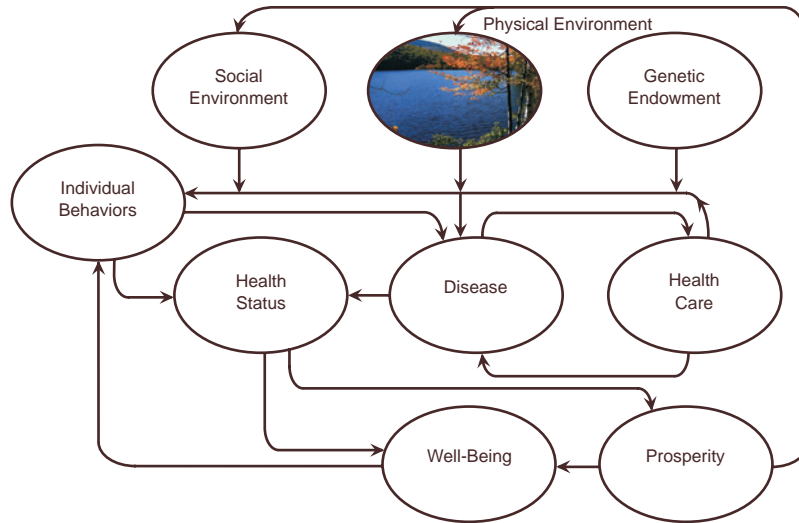 Physical Environment
Social
Environment
Genetic
Endowment
Individual
Behaviors
Health
Status
Disease
Health
Care
Well-Being
Prosperity